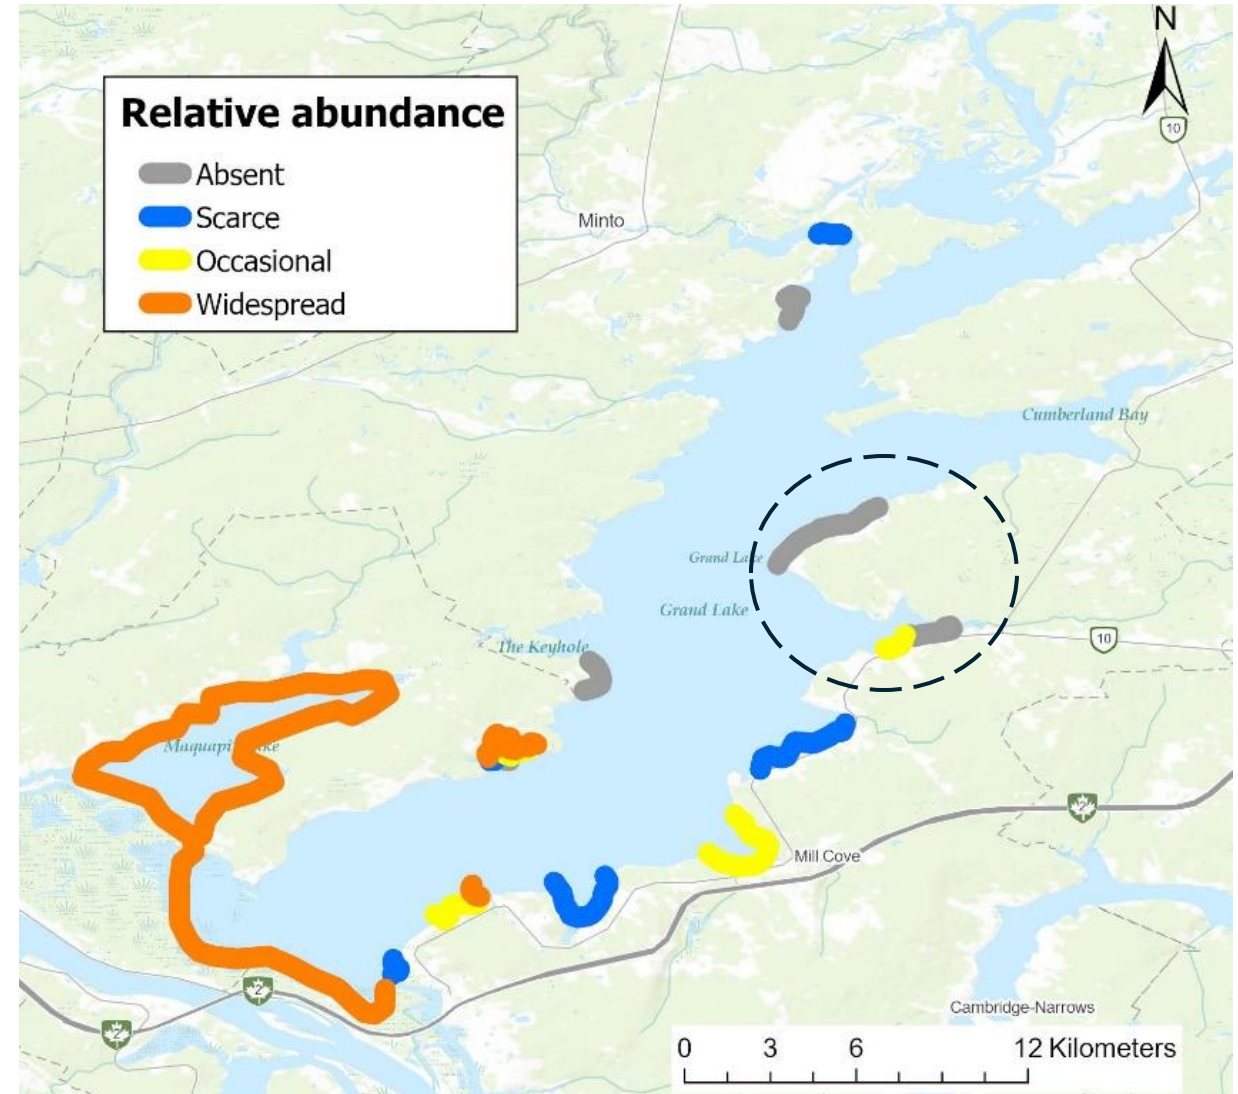 N
10
Relative abundance
Absent
Scarce
Occasional
Widespread
Minto
Cumberland Bay
Grand Lake
Grand Lake
The Keyhole
10
Lake
2
Mill Cove
2
2
Cambridge-Narrows
0 3 6 12 Kilometers